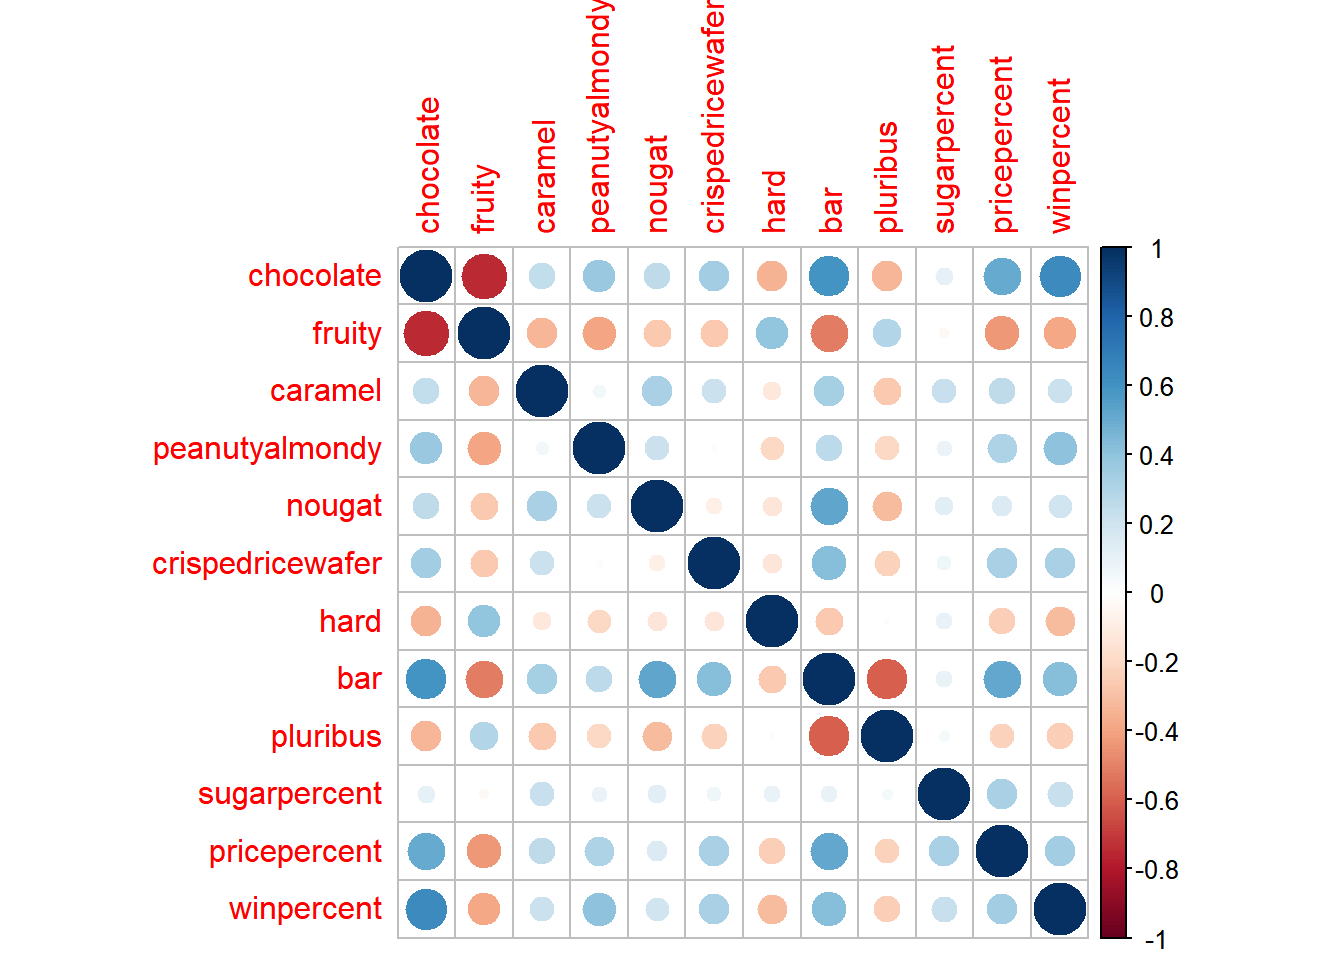 chocolate
fruity
caramel
peanutyalmondy
nougat
crispedricewafer
hard
bar
pluribus
sugarpercent
pricepercent
winpercent
chocolate
fruity
caramel
peanutyalmondy
nougat
crispedricewafer
hard
bar
pluribus
sugarpercent
pricepercent
winpercent
1
0.8
0.6
0.4
0.2
0
-0.2
-0.4
-0.6
-0.8
-1